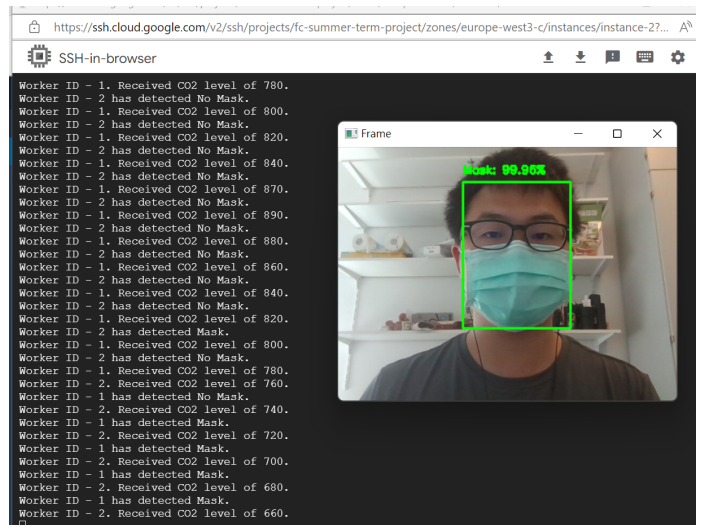 https://ssh.cloud.google.com/v2/ssh/projects/fc-summer-term-project/zones/europe-west3-c/instances/instance-2?...
SSH-in-browser
Worker ID - 1. Received CO2 level of 780.
Worker ID - 2 has detected No Mask.
Worker ID - 1. Received CO2 level of 800.
Worker ID - 2 has detected No Mask.
Worker ID - 1. Received CO2 level of 820.
Worker ID - 2 has detected No Mask.
Worker ID - 1. Received CO2 level of 840.
Worker ID - 2 has detected No Mask.
Worker ID - 1. Received CO2 level of 870.
Worker ID - 2 has detected No Mask.
Worker ID - 1. Received CO2 level of 890.
Worker ID - 2 has detected No Mask.
Worker ID - 1. Received CO2 level of 880.
Worker ID - 2 has detected No Mask.
Worker ID - 1. Received CO2 level of 860.
Worker ID - 2 has detected No Mask.
Worker ID - 1. Received CO2 level of 840.
Worker ID - 2 has detected No Mask.
Worker ID - 1. Received CO2 level of 820.
Worker ID - 2 has detected Mask.
Worker ID - 1. Received CO2 level of 800.
Worker ID - 2 has detected No Mask.
Worker ID - 1. Received CO2 level of 780.
Worker ID - 2. Received CO2 level of 760.
Worker ID - 1 has detected No Mask.
Worker ID - 2. Received CO2 level of 740.
Worker ID - 1 has detected Mask.
Worker ID - 2. Received CO2 level of 720.
Worker ID - 1 has detected Mask.
Worker ID - 2. Received CO2 level of 700.
Worker ID - 1 has detected Mask.
Worker ID - 2. Received CO2 level of 680.
Worker ID - 1 has detected Mask.
Worker ID - 2. Received CO2 level of 660.
Frame
Mask: 99.96%